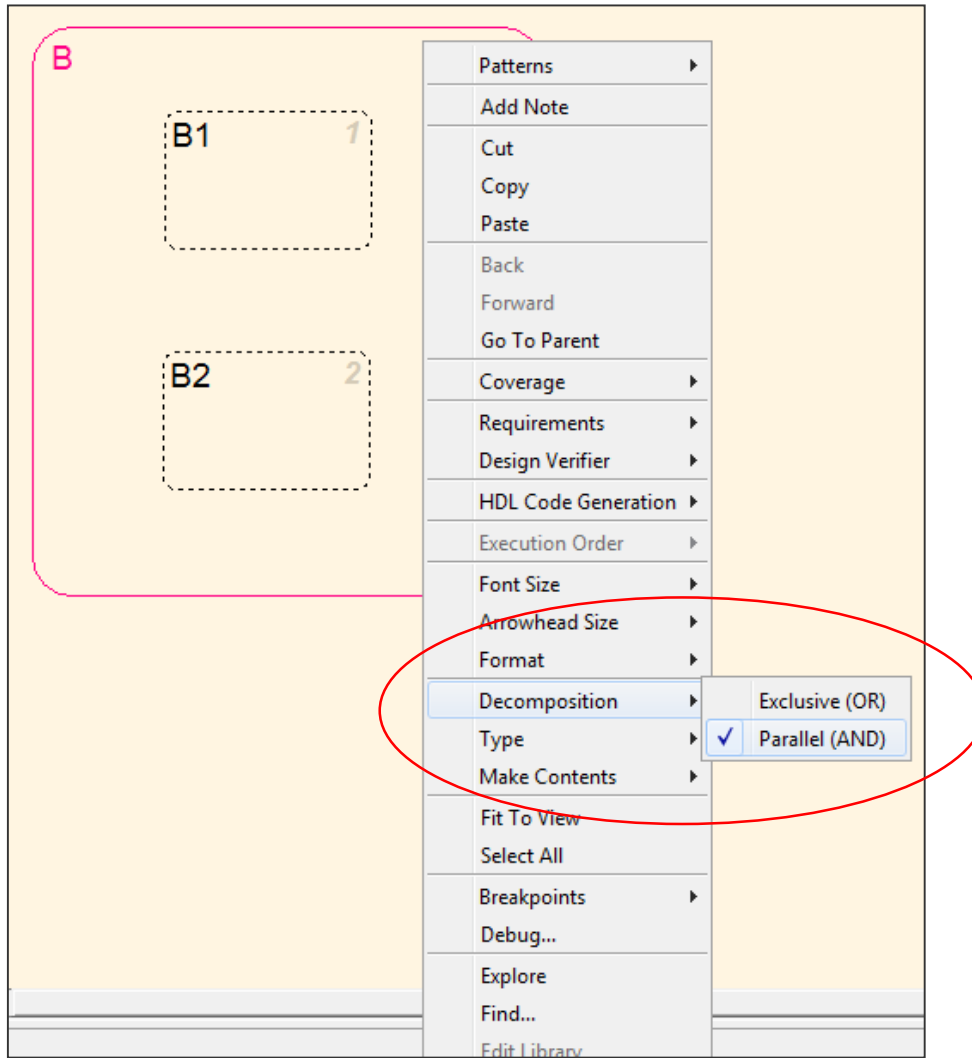 B
B1 1
B2 2
Patterns
Add Note
Cut
Copy
Paste
Back
Forward
Go To Parent
Coverage
Requirements
Design Verifier
HDL Code Generation
Execution Order
Font Size
Arrowhead Size
Format
Decomposition
Type
Make Contents
Fit To View
Select All
Breakpoints
Debug...
Explore
Find...
Edit Library
Exclusive (OR)
Parallel (AND)